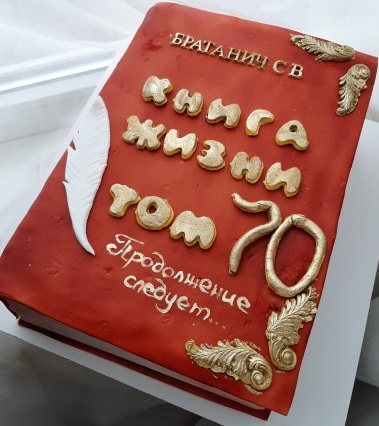 БРАТАНИЧ С В
КНИГА
ЖИЗНИ
ТОМ 70
Продолжение
следует...